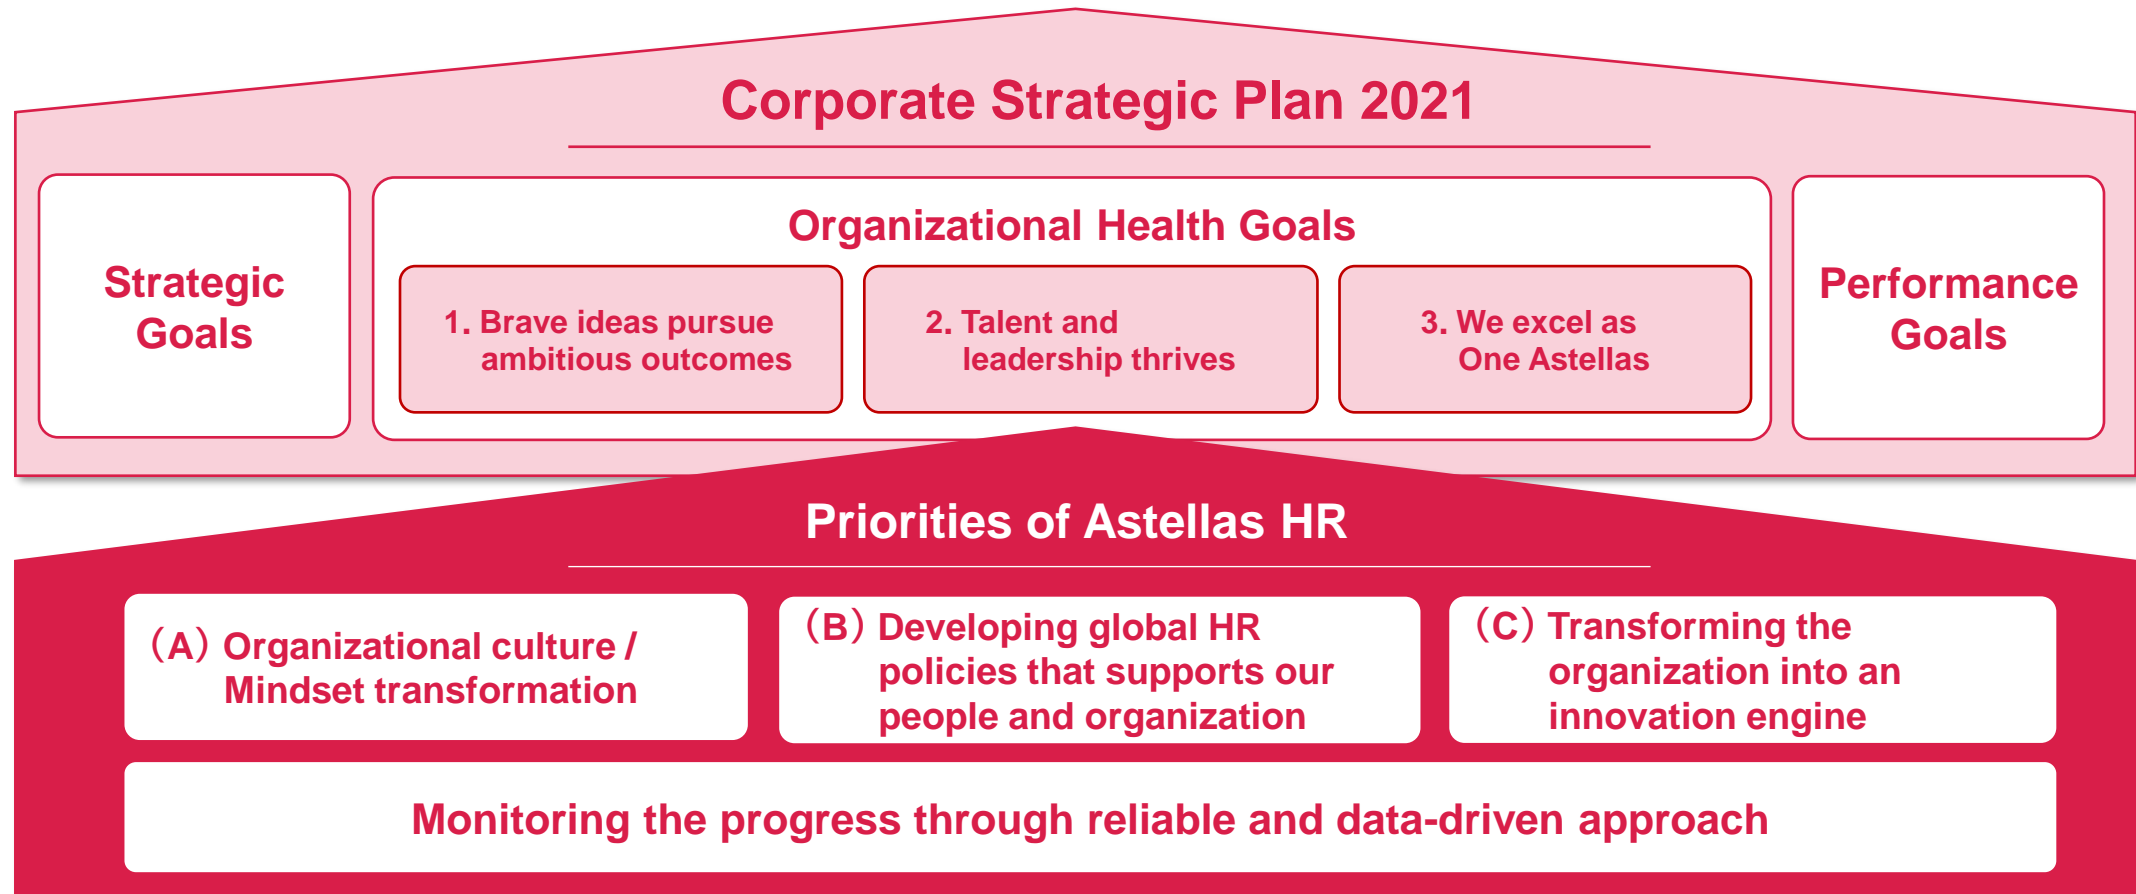 Corporate Strategic Plan 2021
Strategic
Goals
Organizational Health Goals
1. Brave ideas pursue
ambitious outcomes
2. Talent and
leadership thrives
3. We excel as
One Astellas
Performance
Goals
Priorities of Astellas HR
（A）Organizational culture /
Mindset transformation
（B）Developing global HR
policies that supports our
people and organization
（C）Transforming the
organization into an
innovation engine
Monitoring the progress through reliable and data-driven approach